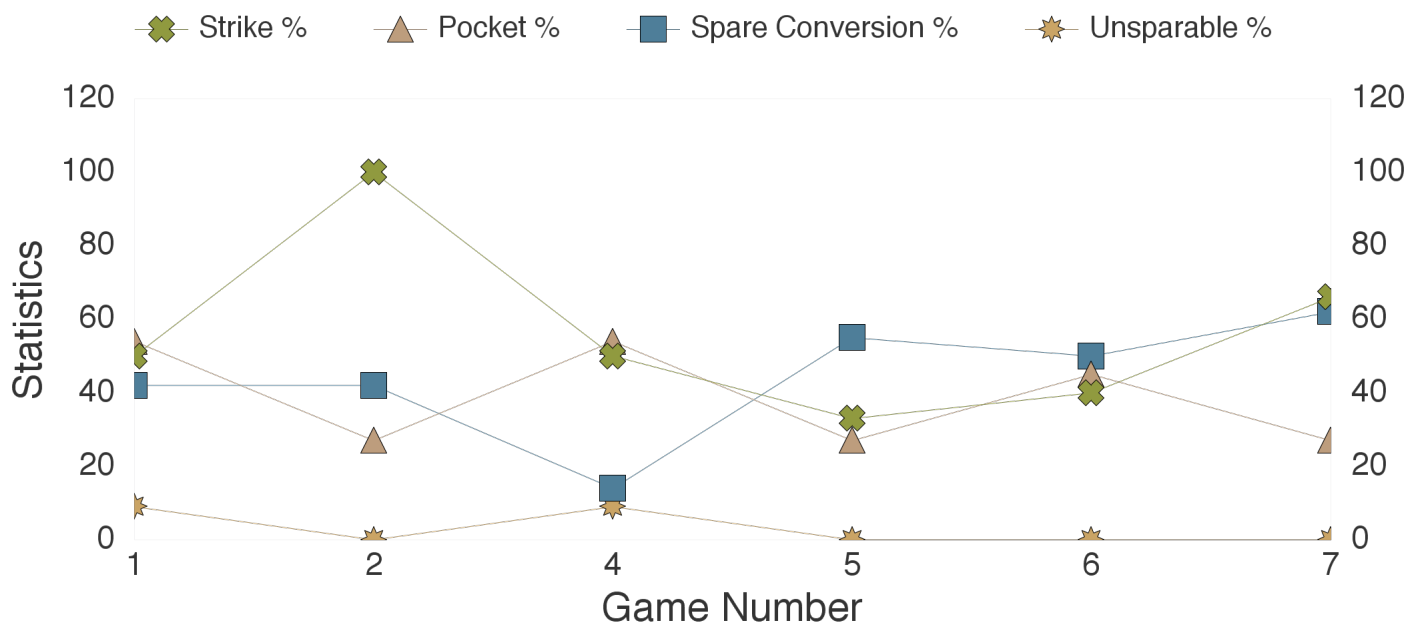 Strike % Pocket % Spare Conversion % Unsparable %
120 120
100 100
80 80
60 60
40 40
20 20
0 0
Statistics
1 2 4 5 6 7
Game Number